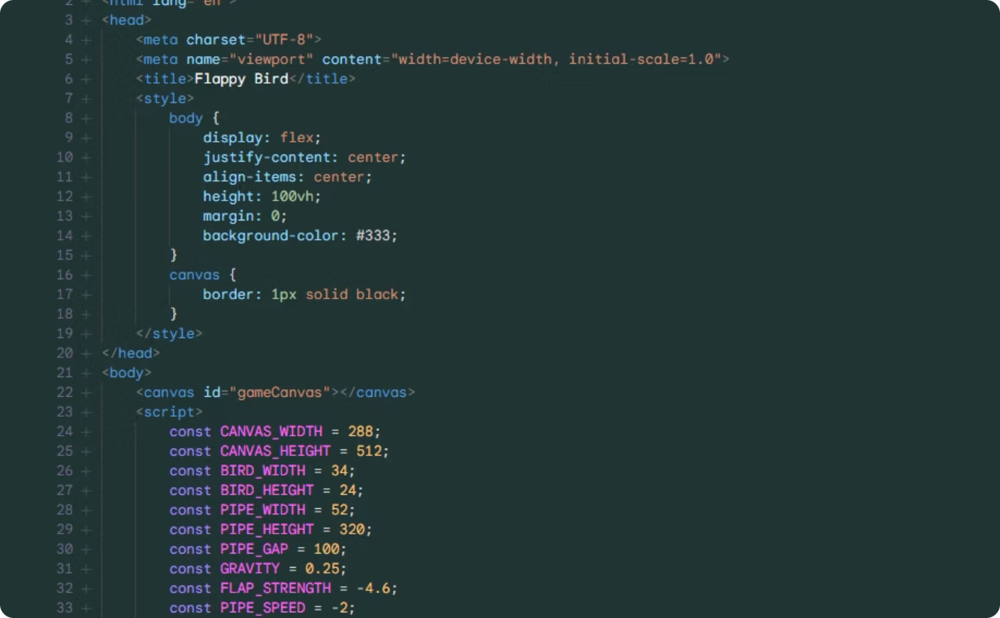 2 + <html lang="en">
3 + <head>
4 +     <meta charset="UTF-8">
5 +     <meta name="viewport" content="width=device-width, initial-scale=1.0">
6 +     <title>Flappy Bird</title>
7 +     <style>
8 +         body {
9 +             display: flex;
10 +             justify-content: center;
11 +             align-items: center;
12 +             height: 100vh;
13 +             margin: 0;
14 +             background-color: #333;
15 +         }
16 +         canvas {
17 +             border: 1px solid black;
18 +         }
19 +     </style>
20 + </head>
21 + <body>
22 +     <canvas id="gameCanvas"></canvas>
23 +     <script>
24 +         const CANVAS_WIDTH = 288;
25 +         const CANVAS_HEIGHT = 512;
26 +         const BIRD_WIDTH = 34;
27 +         const BIRD_HEIGHT = 24;
28 +         const PIPE_WIDTH = 52;
29 +         const PIPE_HEIGHT = 320;
30 +         const PIPE_GAP = 100;
31 +         const GRAVITY = 0.25;
32 +         const FLAP_STRENGTH = -4.6;
33 +         const PIPE_SPEED = -2;